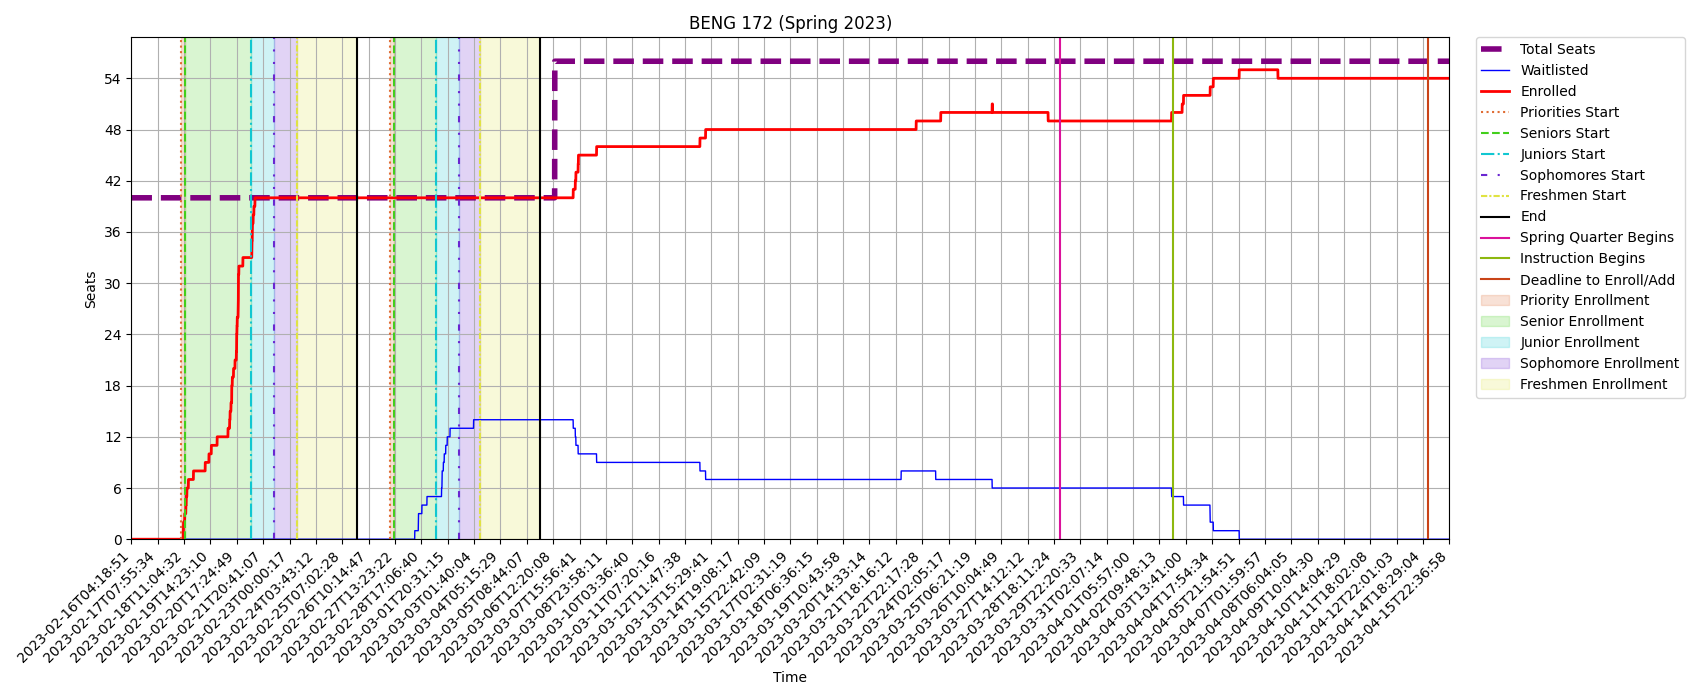 BENG 172 (Spring 2023)
Total Seats
Waitlisted
Enrolled
Priorities Start
Seniors Start
Juniors Start
Sophomores Start
Freshmen Start
End
Spring Quarter Begins
Instruction Begins
Deadline to Enroll/Add
Priority Enrollment
Senior Enrollment
Junior Enrollment
Sophomore Enrollment
Freshmen Enrollment
Seats
54
48
42
36
30
24
18
12
6
0
2023-02-16T04:18:51
2023-02-17T07:55:34
2023-02-18T11:04:32
2023-02-19T14:23:10
2023-02-20T17:24:49
2023-02-21T20:41:07
2023-02-23T00:00:17
2023-02-24T03:43:12
2023-02-25T07:02:28
2023-02-26T10:14:47
2023-02-27T13:23:22
2023-02-28T17:06:40
2023-03-01T20:31:15
2023-03-03T01:40:04
2023-03-04T05:15:29
2023-03-05T08:44:07
2023-03-06T12:20:08
2023-03-07T15:56:41
2023-03-08T23:58:11
2023-03-10T03:36:40
2023-03-11T07:20:16
2023-03-12T11:47:38
2023-03-13T15:29:41
2023-03-14T19:08:17
2023-03-15T22:42:09
2023-03-17T02:31:19
2023-03-18T06:36:15
2023-03-19T10:43:58
2023-03-20T14:33:14
2023-03-21T18:16:12
2023-03-22T22:17:28
2023-03-24T02:05:17
2023-03-25T06:21:19
2023-03-26T10:04:49
2023-03-27T14:12:12
2023-03-28T18:11:24
2023-03-29T22:20:33
2023-03-31T02:07:14
2023-04-01T05:57:00
2023-04-02T09:48:13
2023-04-03T13:41:00
2023-04-04T17:54:34
2023-04-05T21:54:51
2023-04-07T01:59:57
2023-04-08T06:04:05
2023-04-09T10:04:30
2023-04-10T14:04:29
2023-04-11T18:02:08
2023-04-12T22:01:03
2023-04-14T18:29:04
2023-04-15T22:36:58
Time